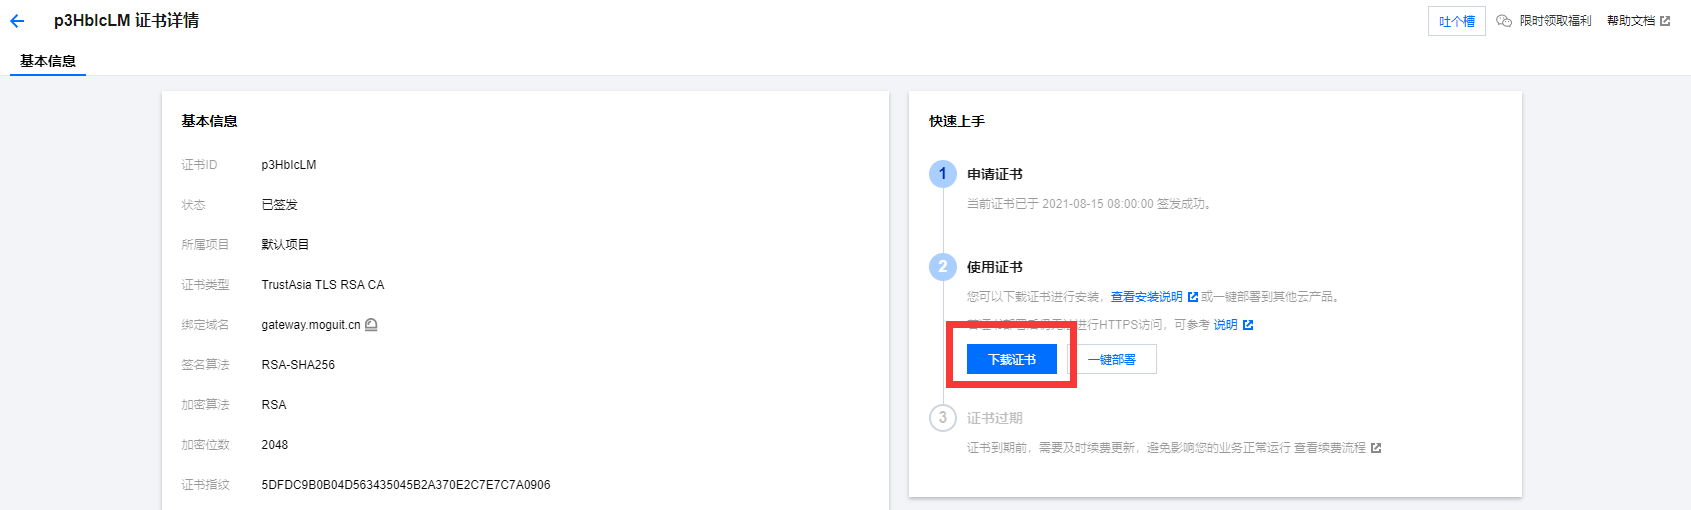 p3HblcLM 证书详情
吐个槽 限时领取福利 帮助文档
基本信息
基本信息
证书ID p3HblcLM
状态 已签发
所属项目 默认项目
证书类型 TrustAsia TLS RSA CA
绑定域名 gateway.moguit.cn
签名算法 RSA-SHA256
加密算法 RSA
加密位数 2048
证书指纹 5DFDC9B0B04D563435045B2A370E2C7E7C7A0906
快速上手
1 申请证书
当前证书已于 2021-08-15 08:00:00 签发成功。
2 使用证书
您可以下载证书进行安装，查看安装说明 或一键部署到其他云产品。
进行HTTPS访问，可参考 说明
下载证书 一键部署
3 证书过期
证书到期前，需要及时续费更新，避免影响您的业务正常运行 查看续费流程